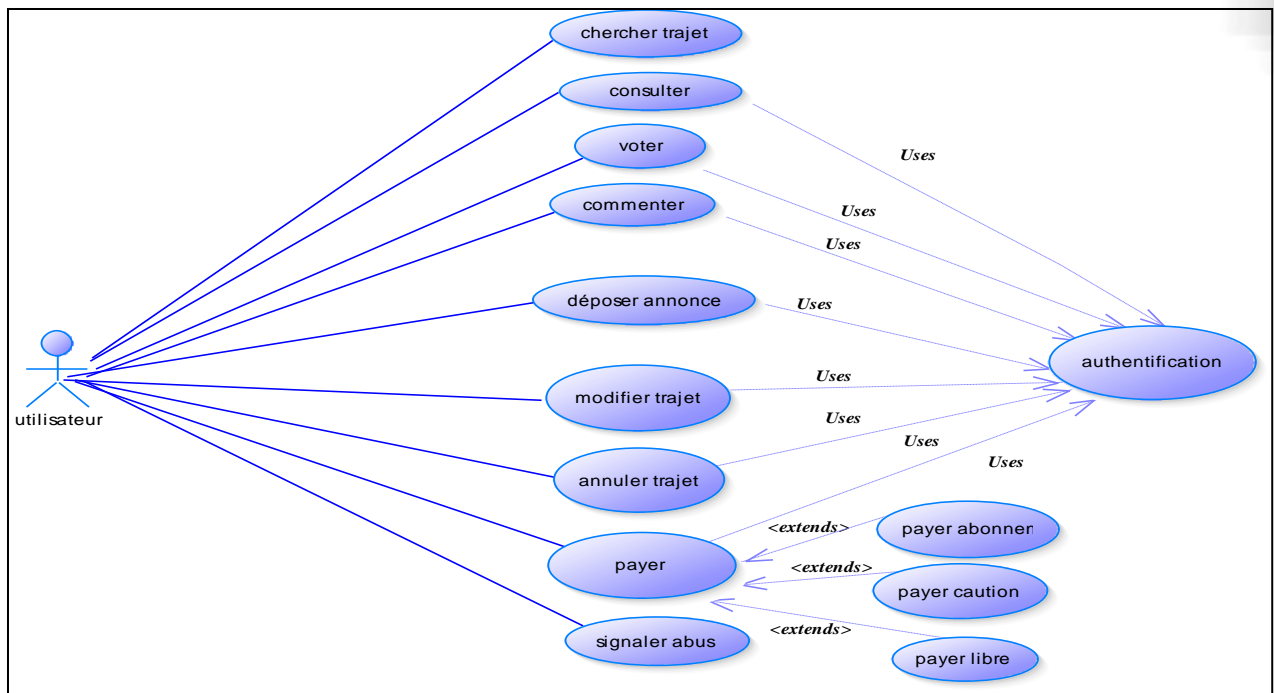 chercher trajet
consulter
Uses
voter
commenter
Uses
Uses
déposer annonce
Uses
authentification
utilisateur
modifier trajet
Uses
annuler trajet
Uses
Uses
Uses
payer
<extends>
payer abonner
<extends>
payer caution
<extends>
signaler abus
payer libre